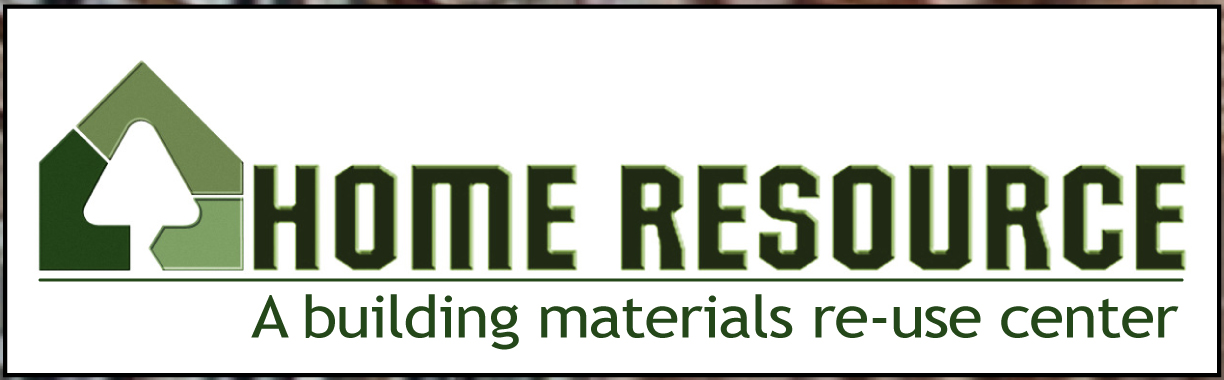 HOME RESOURCE
A building materials re-use center